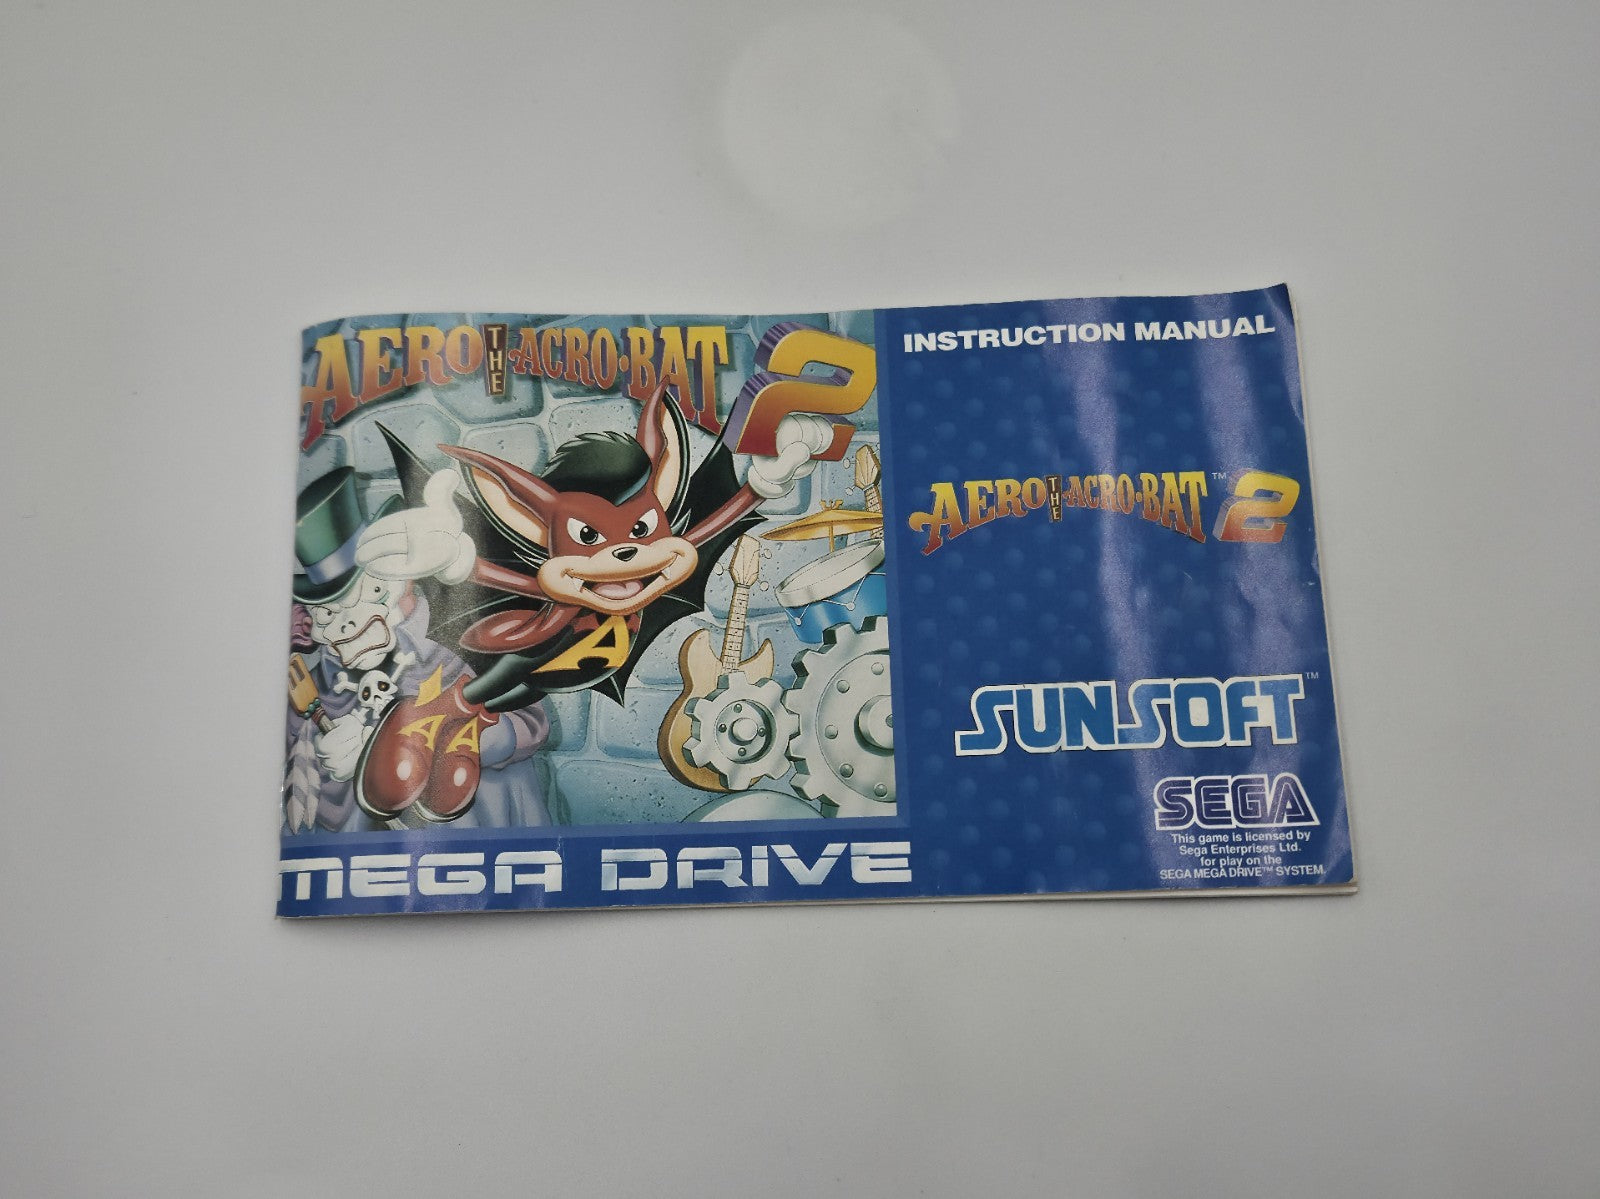 AERO THE ACRO·BAT 2
A
A
A
MEGA DRIVE
INSTRUCTION MANUAL
AERO THE ACRO·BAT™ 2
SUNSOFT™
SEGA
This game is licensed by
Sega Enterprises Ltd.
for play on the
SEGA MEGA DRIVE™ SYSTEM.